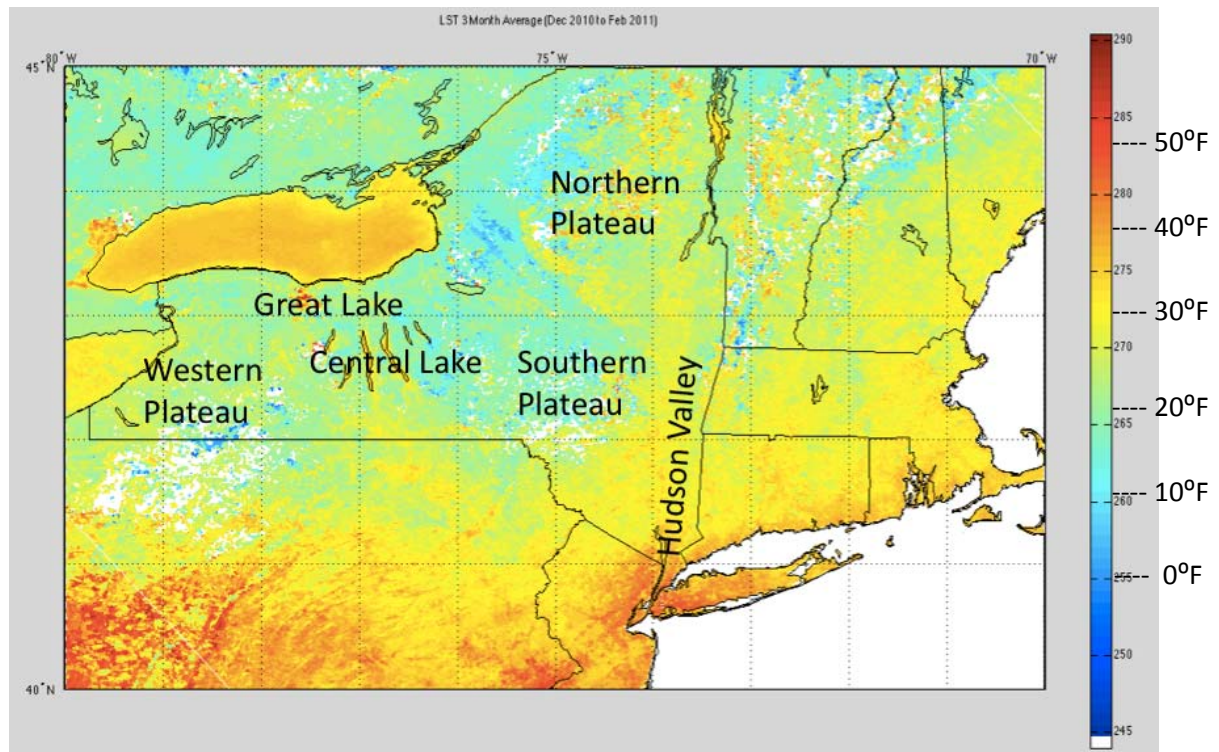 LST 3 Month Average (Dec 2010 to Feb 2011)
80°W
75°W
70°W
45°N
40°N
Northern
Plateau
Great Lake
Central Lake
Western
Plateau
Southern
Plateau
Hudson Valley
290
285
280
275
270
265
260
255
250
245
50°F
40°F
30°F
20°F
10°F
0°F